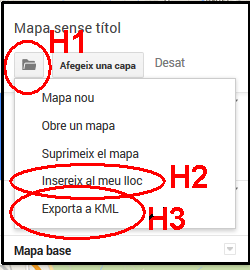 Mapa sense títol
H1
Afegeix una capa
Desat
Mapa nou
Obre un mapa
Suprimeix el mapa
Insereix al meu lloc
H2
Exporta a KML
H3
Mapa base